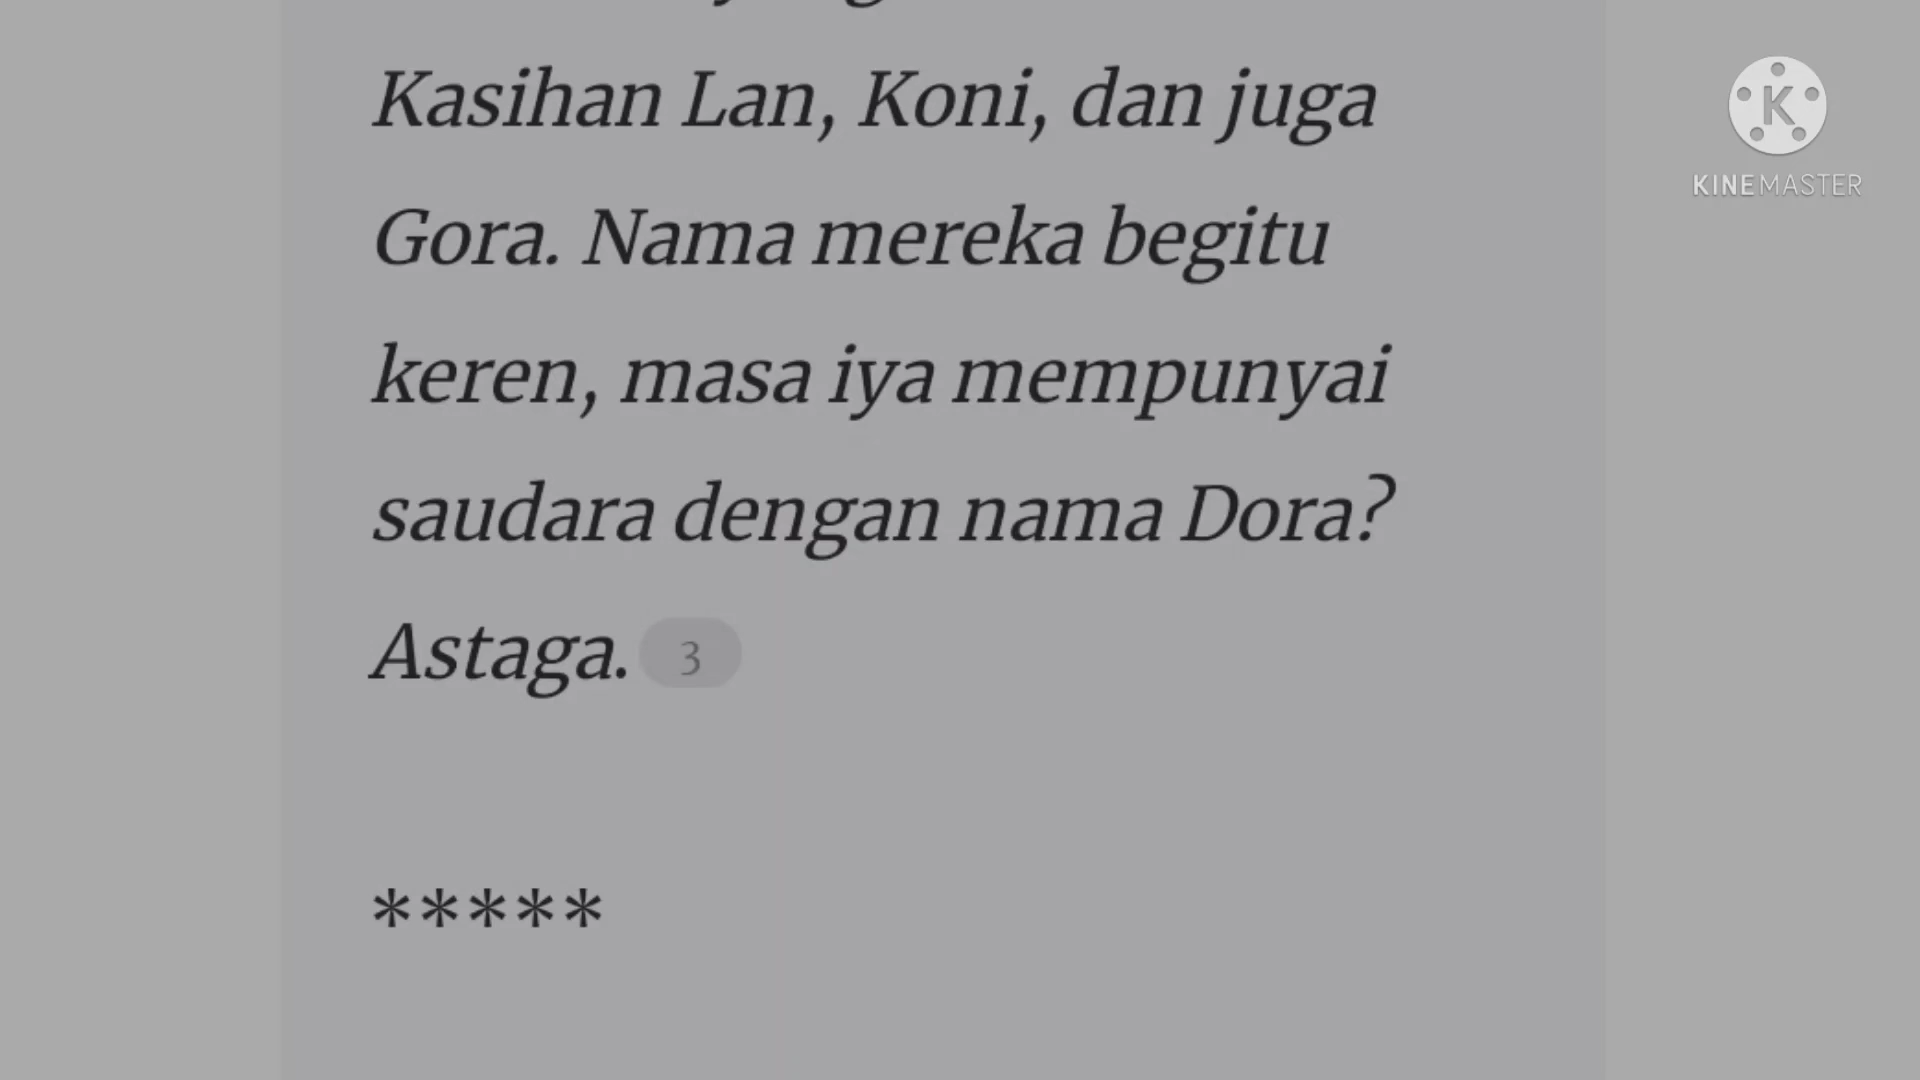 Kasihan Lan, Koni, dan juga
Gora. Nama mereka begitu
keren, masa iya mempunyai
saudara dengan nama Dora?
Astaga. 3
*****
K
KINEMASTER